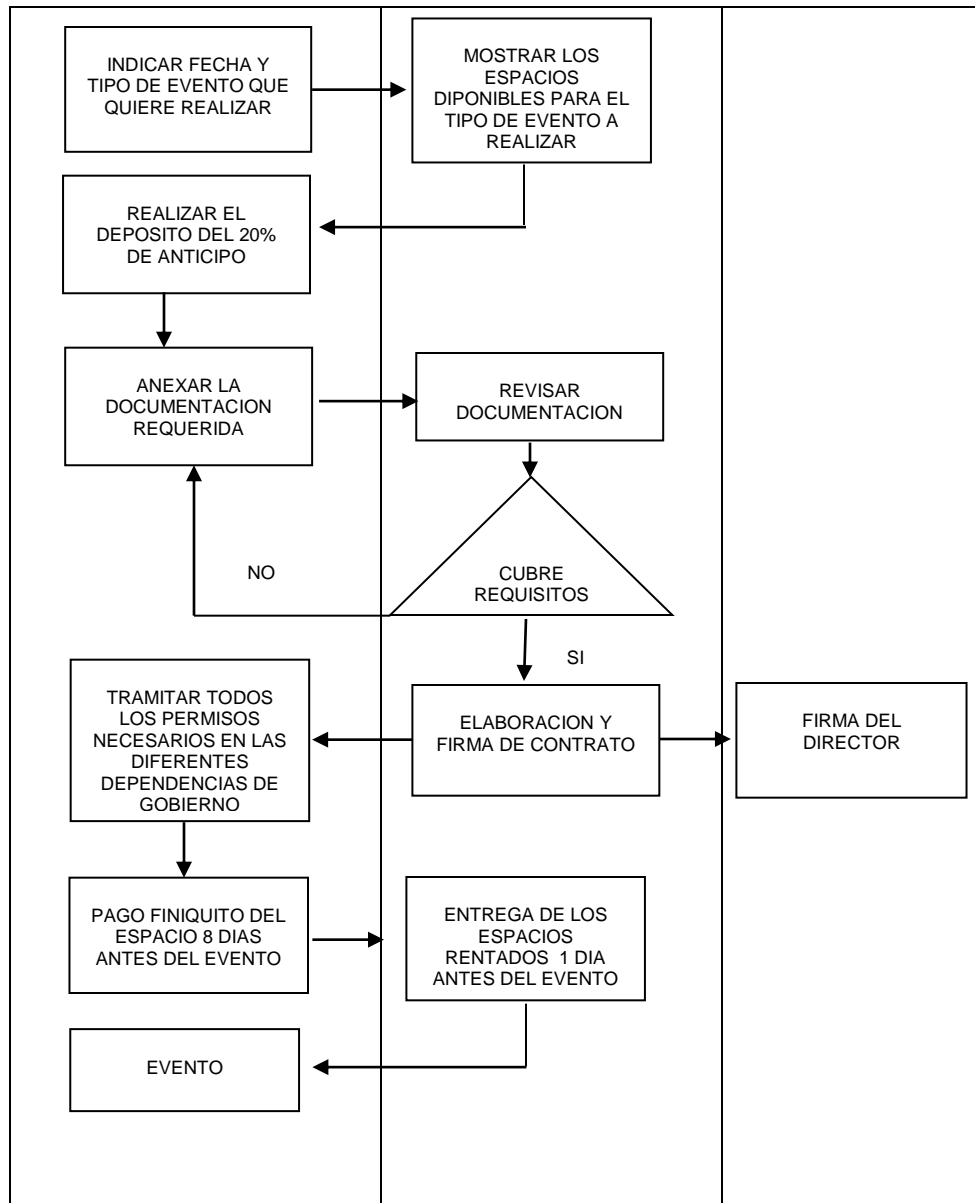 INDICAR FECHA Y
TIPO DE EVENTO QUE
QUIERE REALIZAR
MOSTRAR LOS
ESPACIOS
DIPONIBLES PARA EL
TIPO DE EVENTO A
REALIZAR
REALIZAR EL
DEPOSITO DEL 20%
DE ANTICIPO
ANEXAR LA
DOCUMENTACION
REQUERIDA
REVISAR
DOCUMENTACION
CUBRE
REQUISITOS
NO
SI
TRAMITAR TODOS
LOS PERMISOS
NECESARIOS EN LAS
DIFERENTES
DEPENDENCIAS DE
GOBIERNO
ELABORACION Y
FIRMA DE CONTRATO
FIRMA DEL
DIRECTOR
PAGO FINIQUITO DEL
ESPACIO 8 DIAS
ANTES DEL EVENTO
ENTREGA DE LOS
ESPACIOS
RENTADOS 1 DIA
ANTES DEL EVENTO
EVENTO